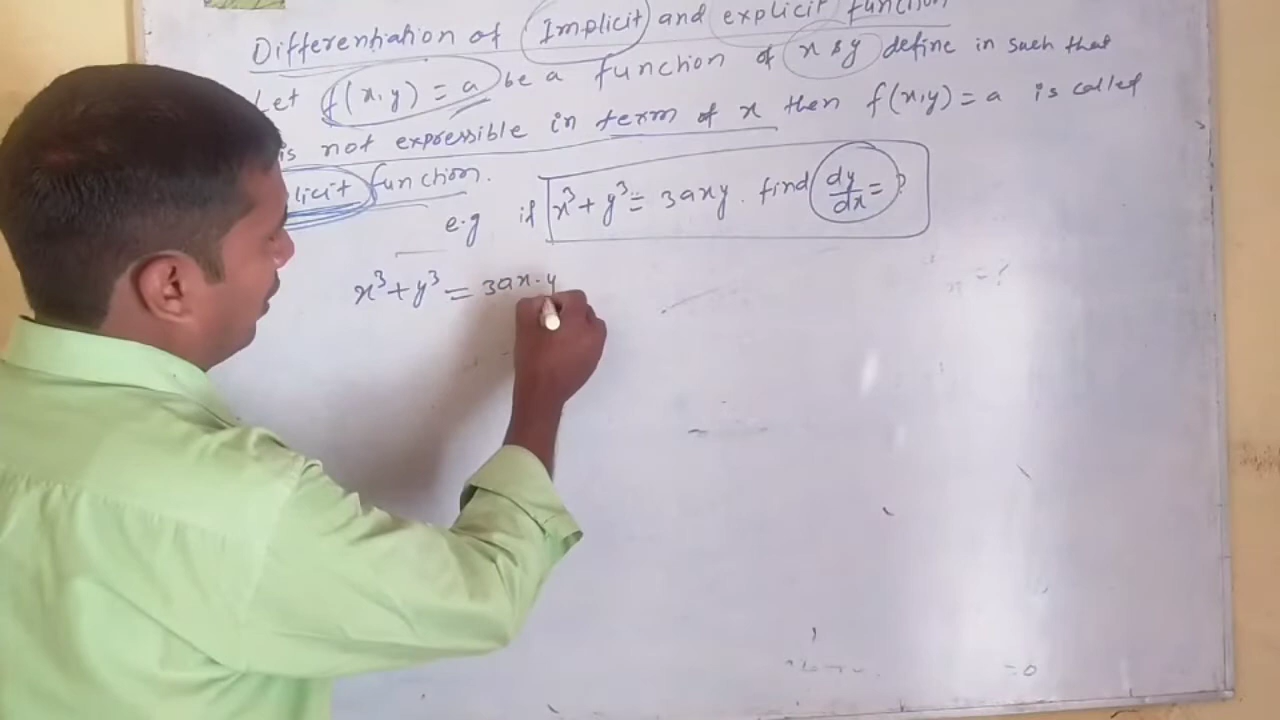 Differentiation of Implicit and explicit function
Let f(x, y) = a be a function of x & y define in such that
is not expressible in term of x then f(x, y) = a is called
licit function.
e.g if x³ + y³ = 3axy. find dy/dx = ?
x³ + y³ = 3ax·y
= ?
= 0